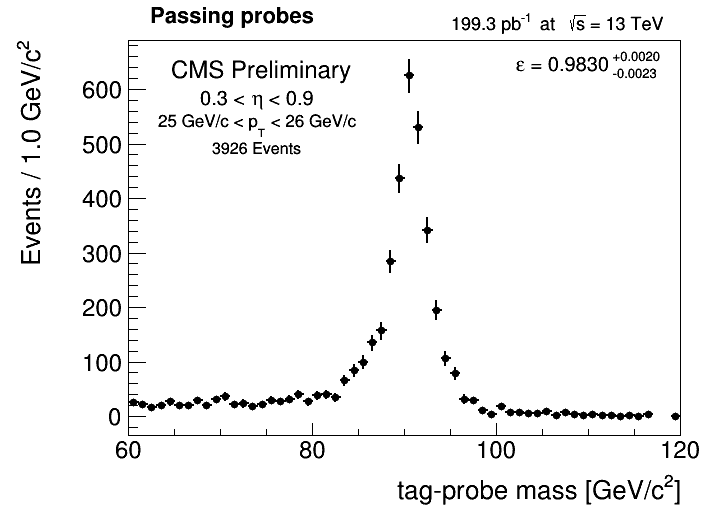 Passing probes
199.3 pb⁻¹ at √s = 13 TeV
CMS Preliminary
ε = 0.9830 +0.0020 -0.0023
0.3 < η < 0.9
25 GeV/c < p_T < 26 GeV/c
3926 Events
Events / 1.0 GeV/c²
600
500
400
300
200
100
0
60 80 100 120
tag-probe mass [GeV/c²]